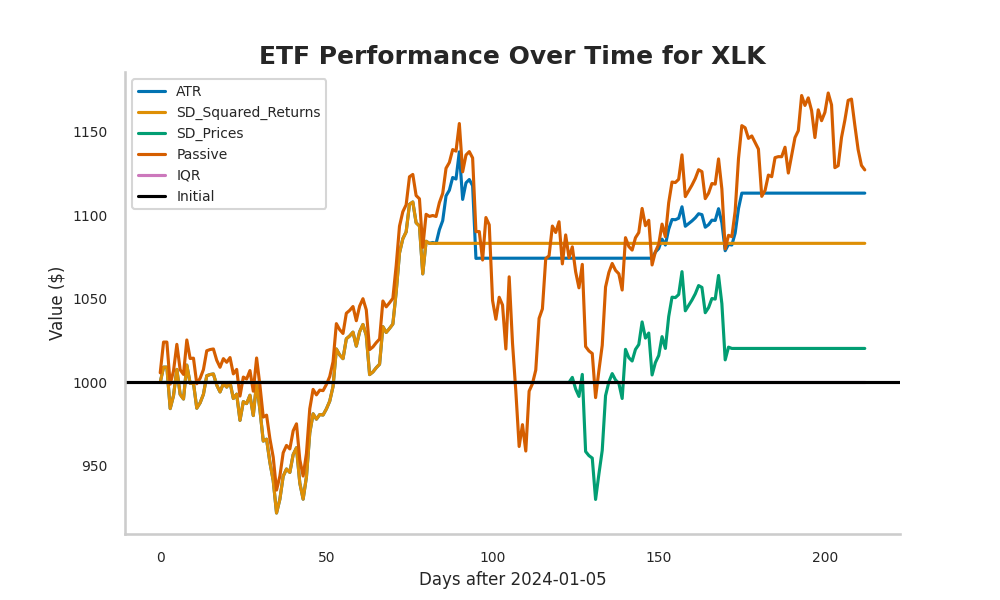 ETF Performance Over Time for XLK
ATR
SD_Squared_Returns
SD_Prices
Passive
IQR
Initial
Value ($)
1150
1100
1050
1000
950
0 50 100 150 200
Days after 2024-01-05